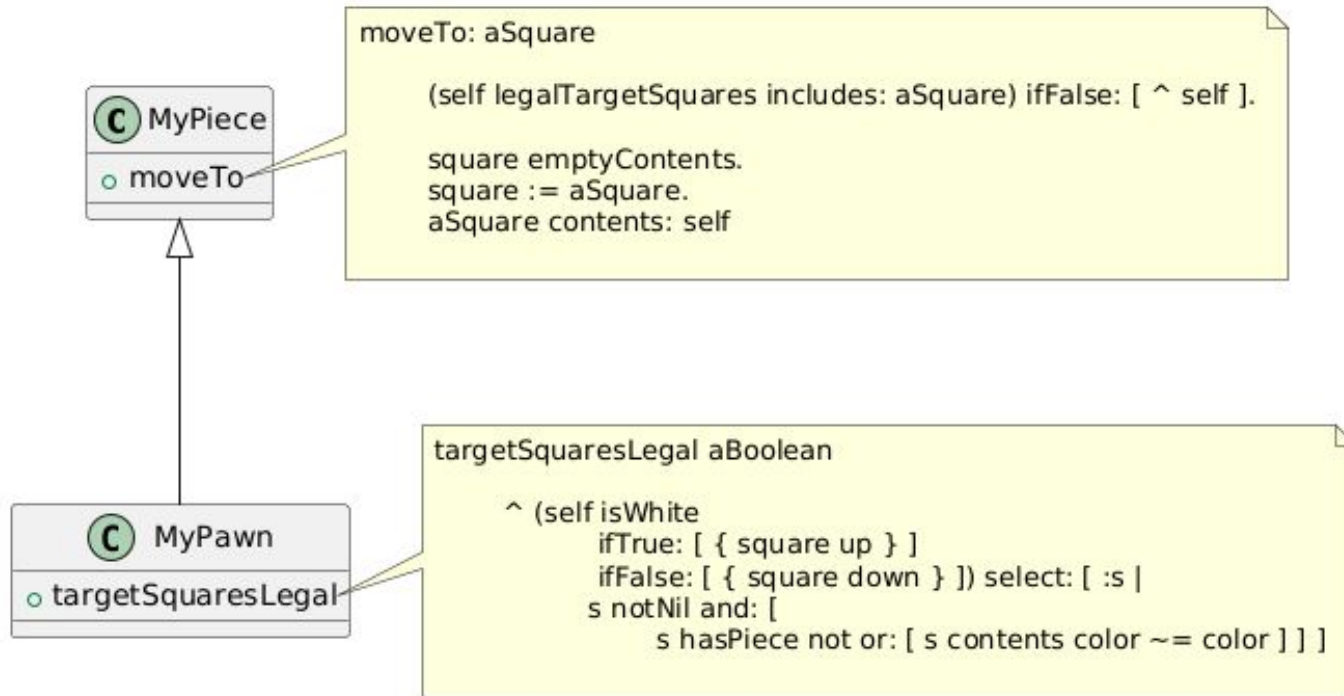 moveTo: aSquare
(self legalTargetSquares includes: aSquare) ifFalse: [ ^ self ].
square emptyContents.
square := aSquare.
aSquare contents: self
C MyPiece
moveTo
targetSquaresLegal aBoolean
^ (self isWhite
ifTrue: [ { square up } ]
ifFalse: [ { square down } ]) select: [ :s |
s notNil and: [
s hasPiece not or: [ s contents color ~= color ] ] ]
C MyPawn
targetSquaresLegal